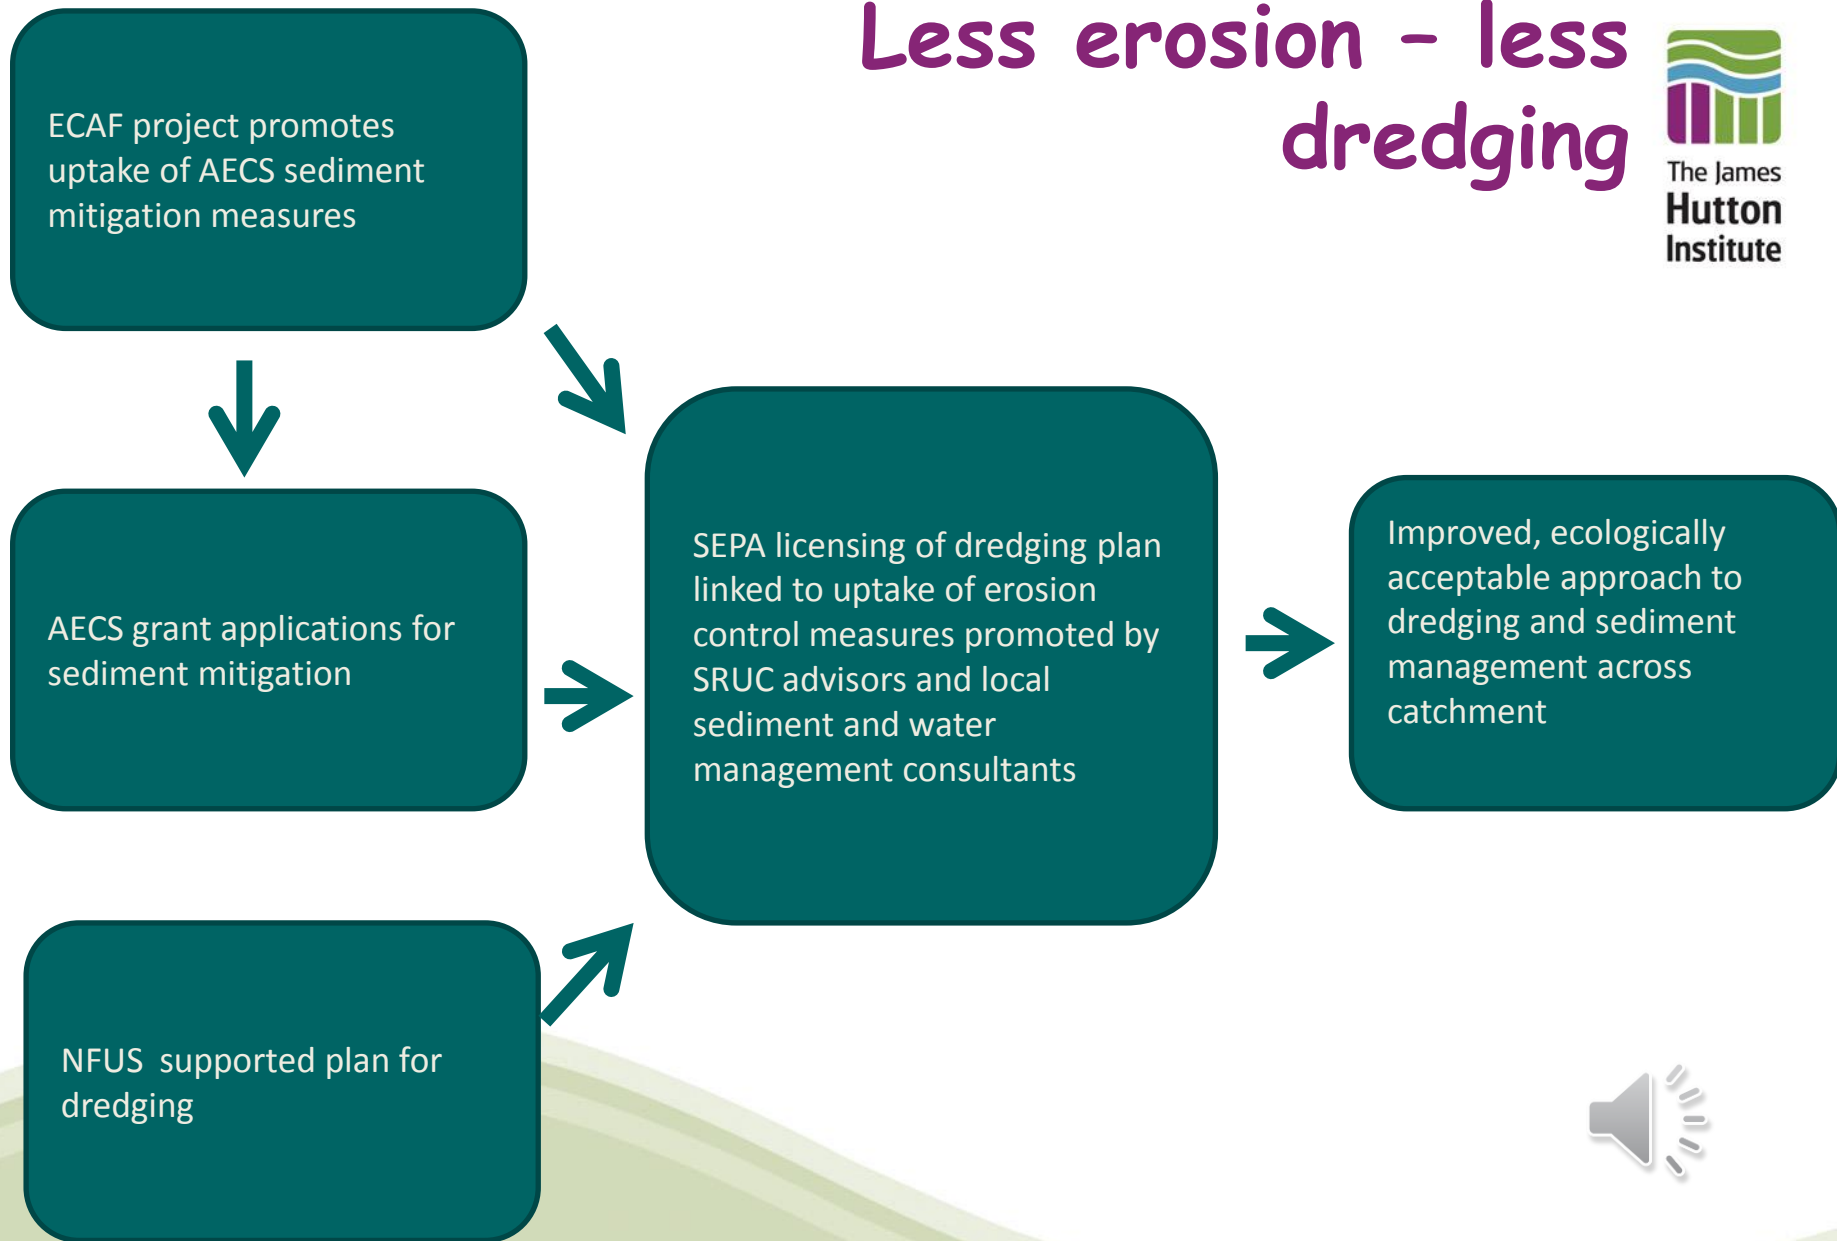 Less erosion – less
dredging
The James
Hutton
Institute
ECAF project promotes
uptake of AECS sediment
mitigation measures
AECS grant applications for
sediment mitigation
NFUS  supported plan for
dredging
SEPA licensing of dredging plan
linked to uptake of erosion
control measures promoted by
SRUC advisors and local
sediment and water
management consultants
Improved, ecologically
acceptable approach to
dredging and sediment
management across
catchment